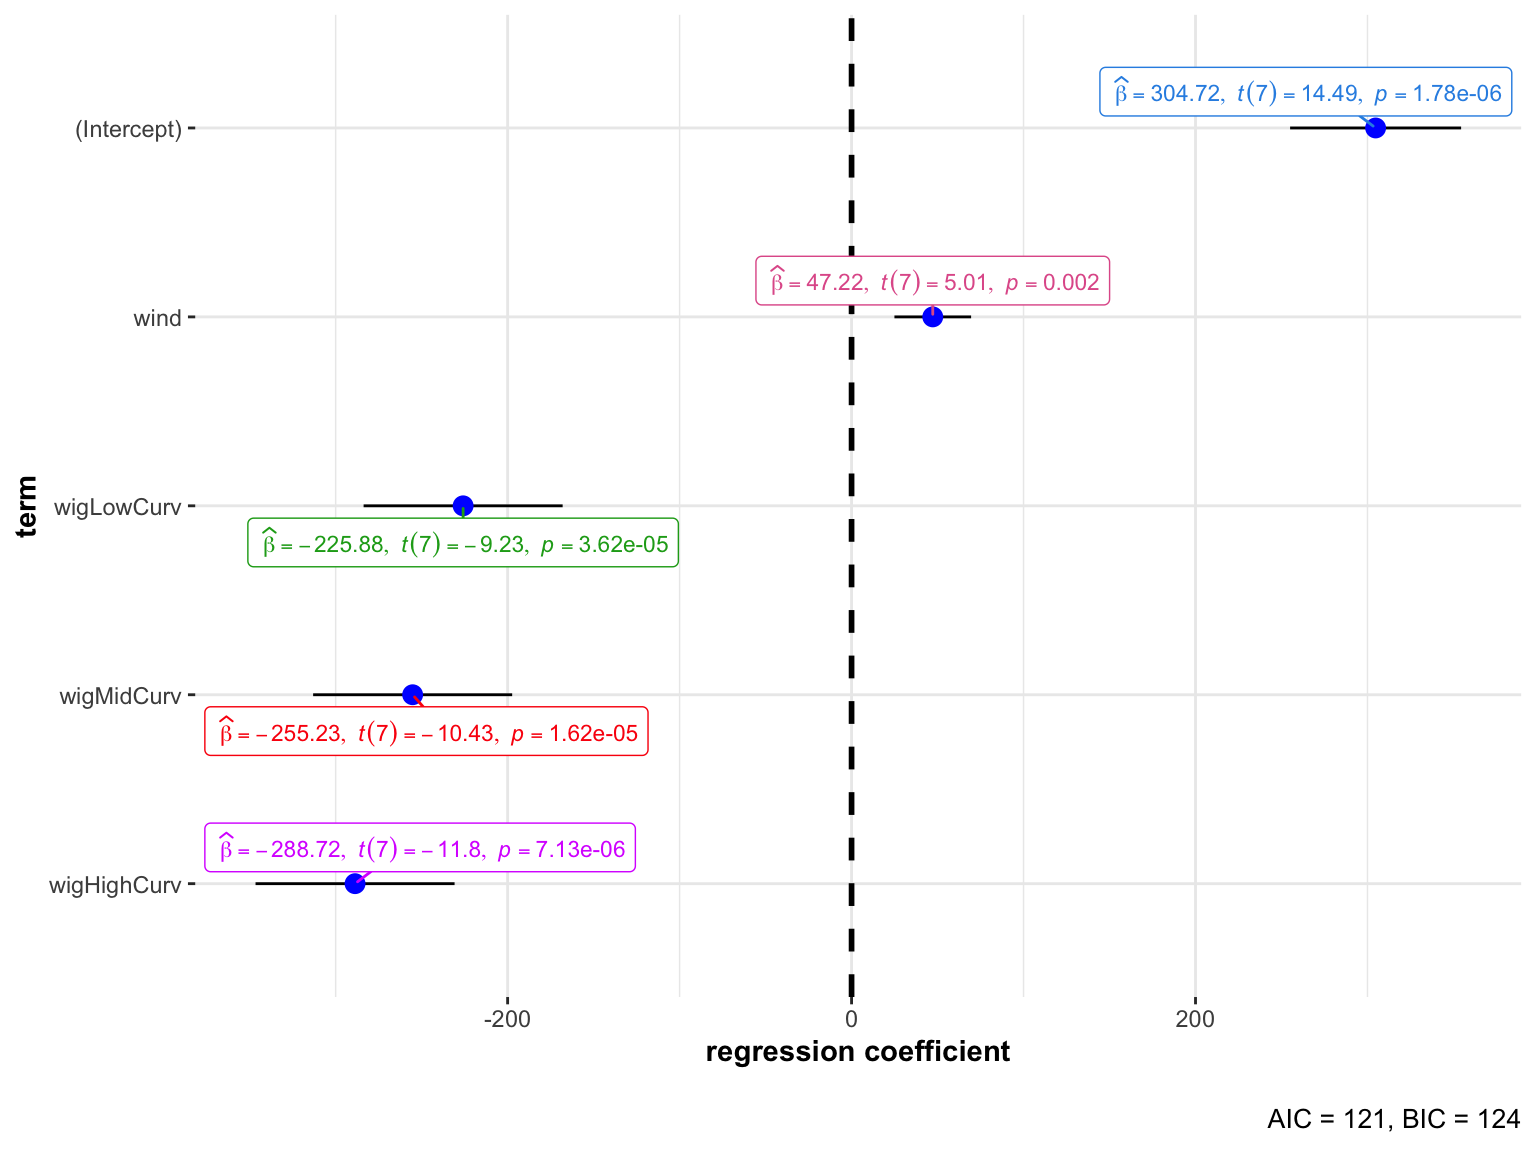 (Intercept)
β̂ = 304.72, t(7) = 14.49, p = 1.78e-06
wind
β̂ = 47.22, t(7) = 5.01, p = 0.002
wigLowCurv
β̂ = −225.88, t(7) = −9.23, p = 3.62e-05
term
wigMidCurv
β̂ = −255.23, t(7) = −10.43, p = 1.62e-05
β̂ = −288.72, t(7) = −11.8, p = 7.13e-06
wigHighCurv
-200 0 200
regression coefficient
AIC = 121, BIC = 124